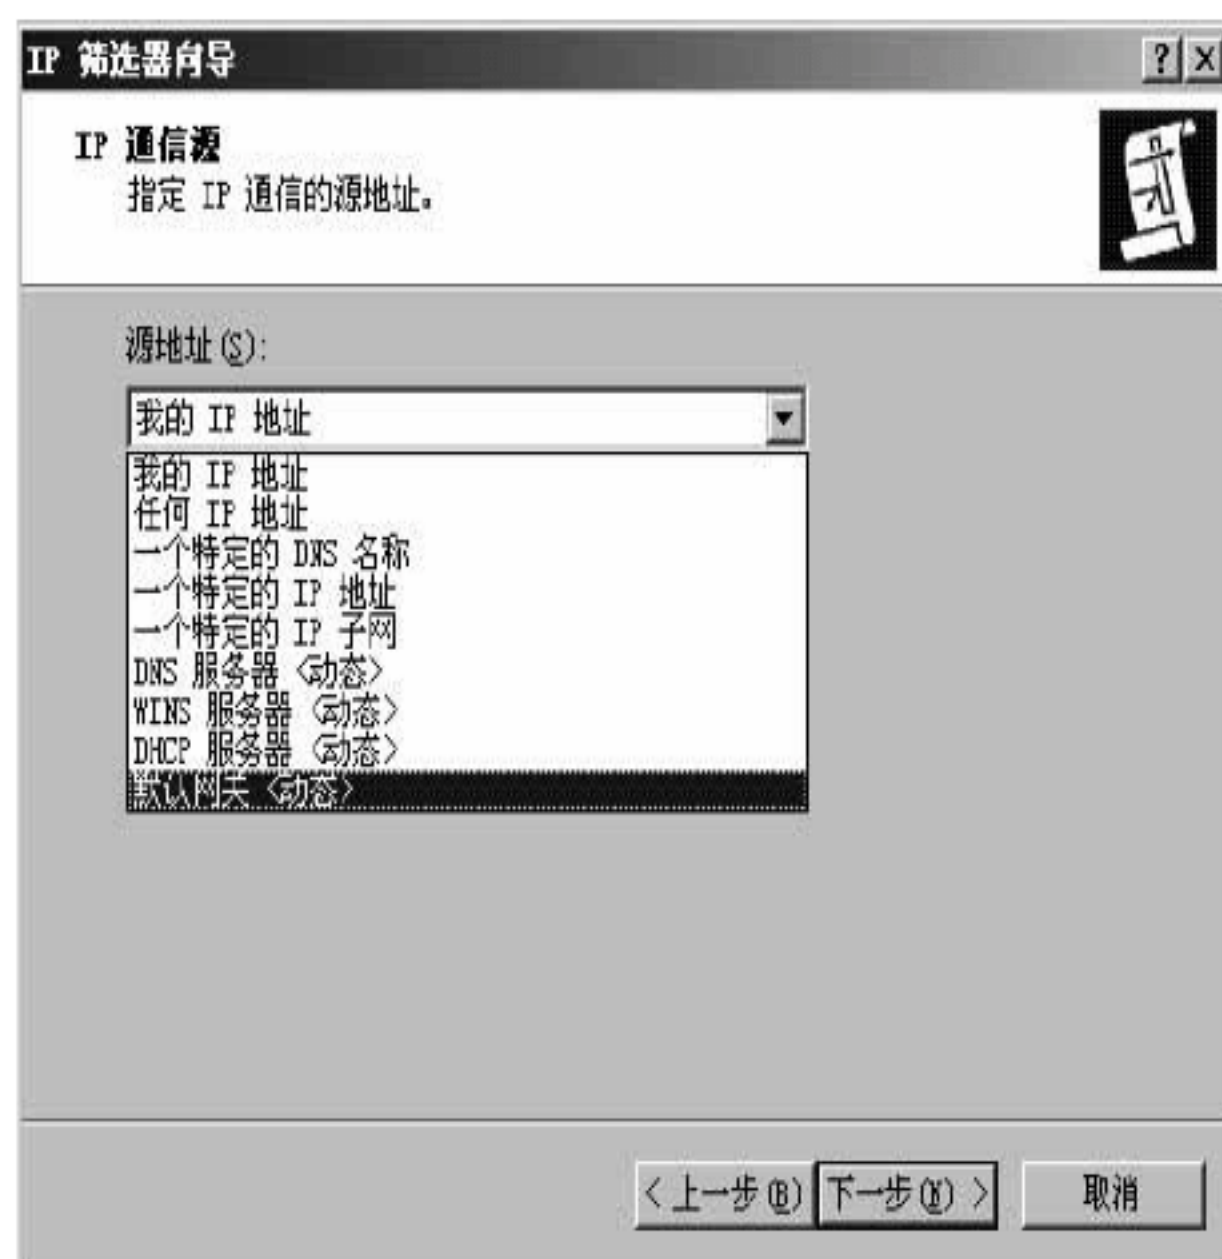 IP 筛选器向导
IP 通信源
指定 IP 通信的源地址。
源地址(S):
我的 IP 地址
我的 IP 地址
任何 IP 地址
一个特定的 DNS 名称
一个特定的 IP 地址
一个特定的 IP 子网
DNS 服务器 <动态>
WINS 服务器 <动态>
DHCP 服务器 <动态>
默认网关 <动态>
< 上一步(B) 下一步(N) > 取消